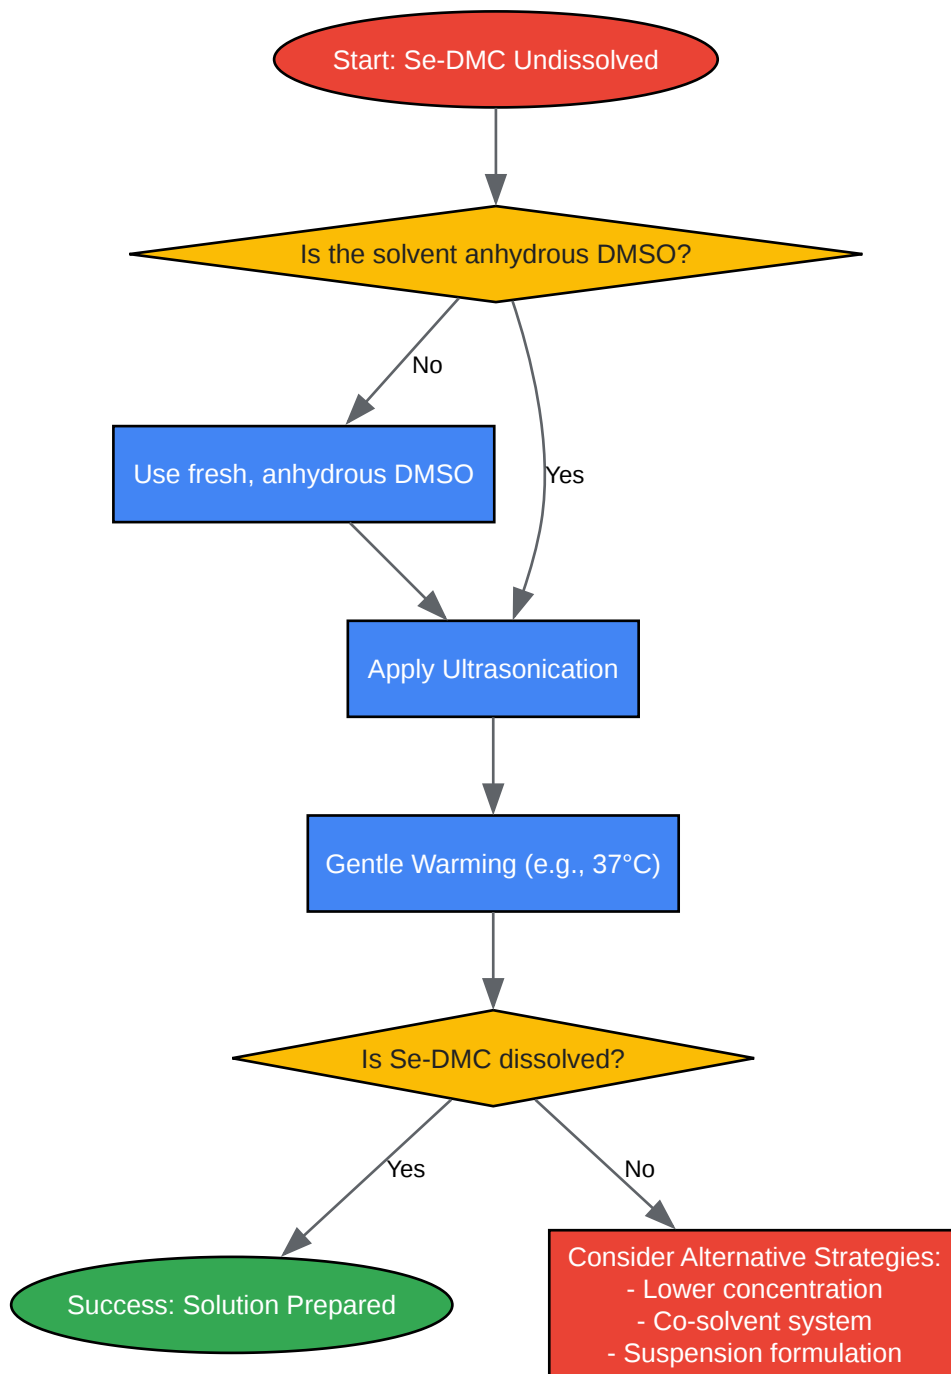 Start: Se-DMC Undissolved
Is the solvent anhydrous DMSO?
No
Use fresh, anhydrous DMSO
Yes
Apply Ultrasonication
Gentle Warming (e.g., 37°C)
Is Se-DMC dissolved?
Yes
No
Success: Solution Prepared
Consider Alternative Strategies:
- Lower concentration
- Co-solvent system
- Suspension formulation